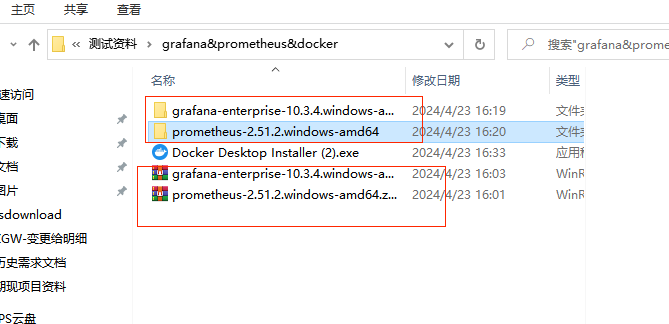 主页 共享 查看
« 测试资料 > grafana&prometheus&docker 搜索"grafana&prome
名称 修改日期 类型
速访问
桌面
下载
文档
图片
sdownload
GW-变更给明细
历史需求文档
期现项目资料
PS云盘
grafana-enterprise-10.3.4.windows-a... 2024/4/23 16:19 文件夹
prometheus-2.51.2.windows-amd64 2024/4/23 16:20 文件夹
Docker Desktop Installer (2).exe 2024/4/23 16:33 应用程
grafana-enterprise-10.3.4.windows-a... 2024/4/23 16:03 WinR
prometheus-2.51.2.windows-amd64.z... 2024/4/23 16:01 WinR